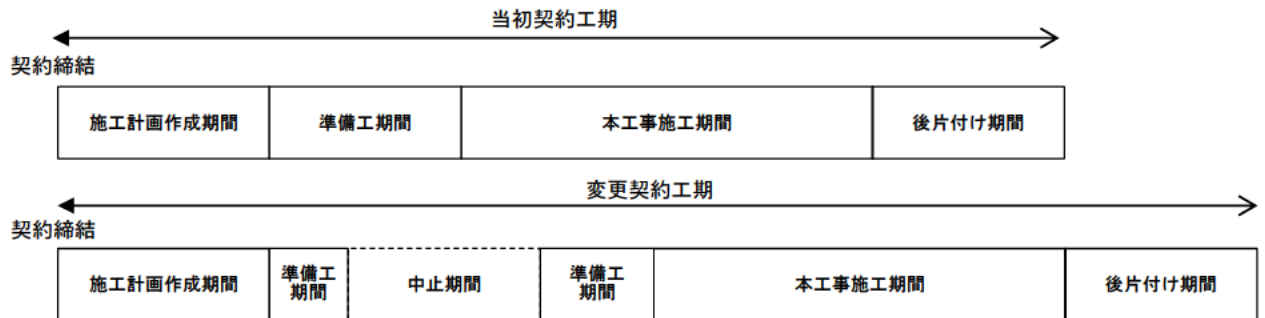 当初契約工期
契約締結
施工計画作成期間
準備工期間
本工事施工期間
後片付け期間
変更契約工期
契約締結
施工計画作成期間
準備工
期間
中止期間
準備工
期間
本工事施工期間
後片付け期間